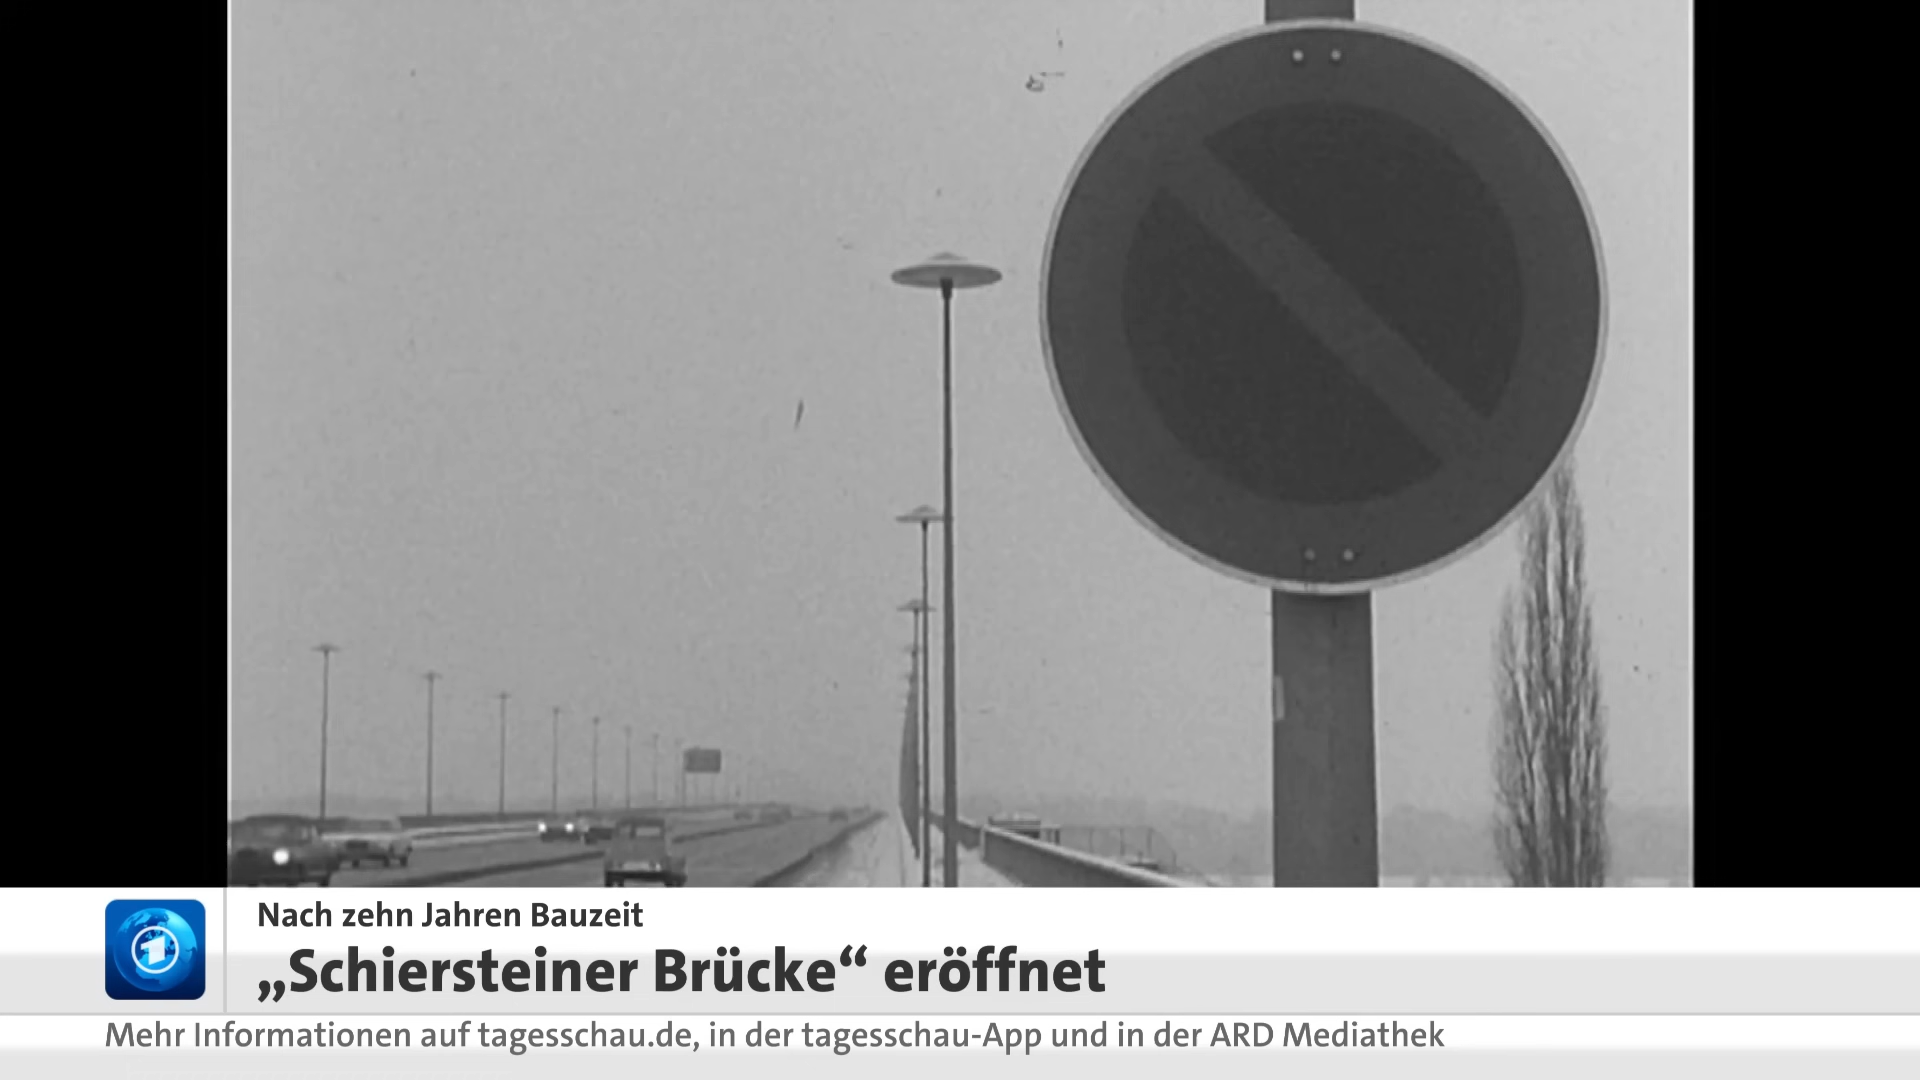 Nach zehn Jahren Bauzeit
„Schiersteiner Brücke“ eröffnet
Mehr Informationen auf tagesschau.de, in der tagesschau-App und in der ARD Mediathek